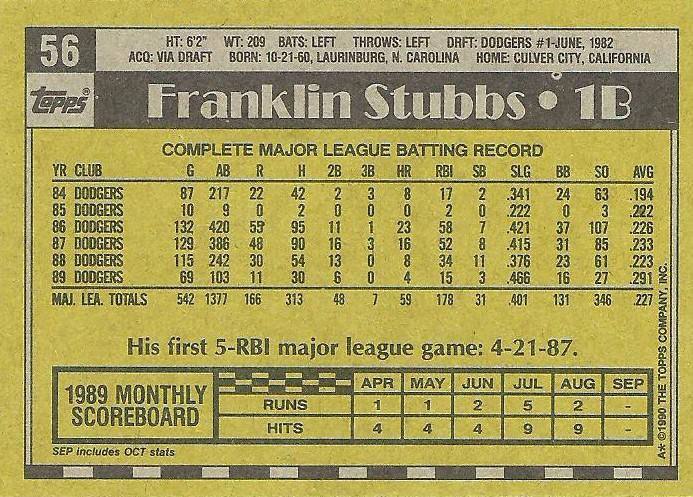 56
HT: 6'2" WT: 209 BATS: LEFT THROWS: LEFT DRFT: DODGERS #1-JUNE, 1982
ACQ: VIA DRAFT BORN: 10-21-60, LAURINBURG, N. CAROLINA HOME: CULVER CITY, CALIFORNIA
topps®
Franklin Stubbs • 1B
COMPLETE MAJOR LEAGUE BATTING RECORD
YR CLUB G AB R H 2B 3B HR RBI SB SLG BB SO AVG
84 DODGERS 87 217 22 42 2 3 8 17 2 .341 24 63 .194
85 DODGERS 10 9 0 2 0 0 0 2 0 .222 0 3 .222
86 DODGERS 132 420 55 95 11 1 23 58 7 .421 37 107 .226
87 DODGERS 129 386 48 90 16 3 16 52 8 .415 31 85 .233
88 DODGERS 115 242 30 54 13 0 8 34 11 .376 23 61 .223
89 DODGERS 69 103 11 30 6 0 4 15 3 .466 16 27 .291
MAJ. LEA. TOTALS 542 1377 166 313 48 7 59 178 31 .401 131 346 .227
His first 5-RBI major league game: 4-21-87.
1989 MONTHLY
SCOREBOARD
APR MAY JUN JUL AUG SEP
RUNS 1 1 2 5 2 -
HITS 4 4 4 9 9 -
SEP includes OCT stats
A* ©1990 THE TOPPS COMPANY, INC.